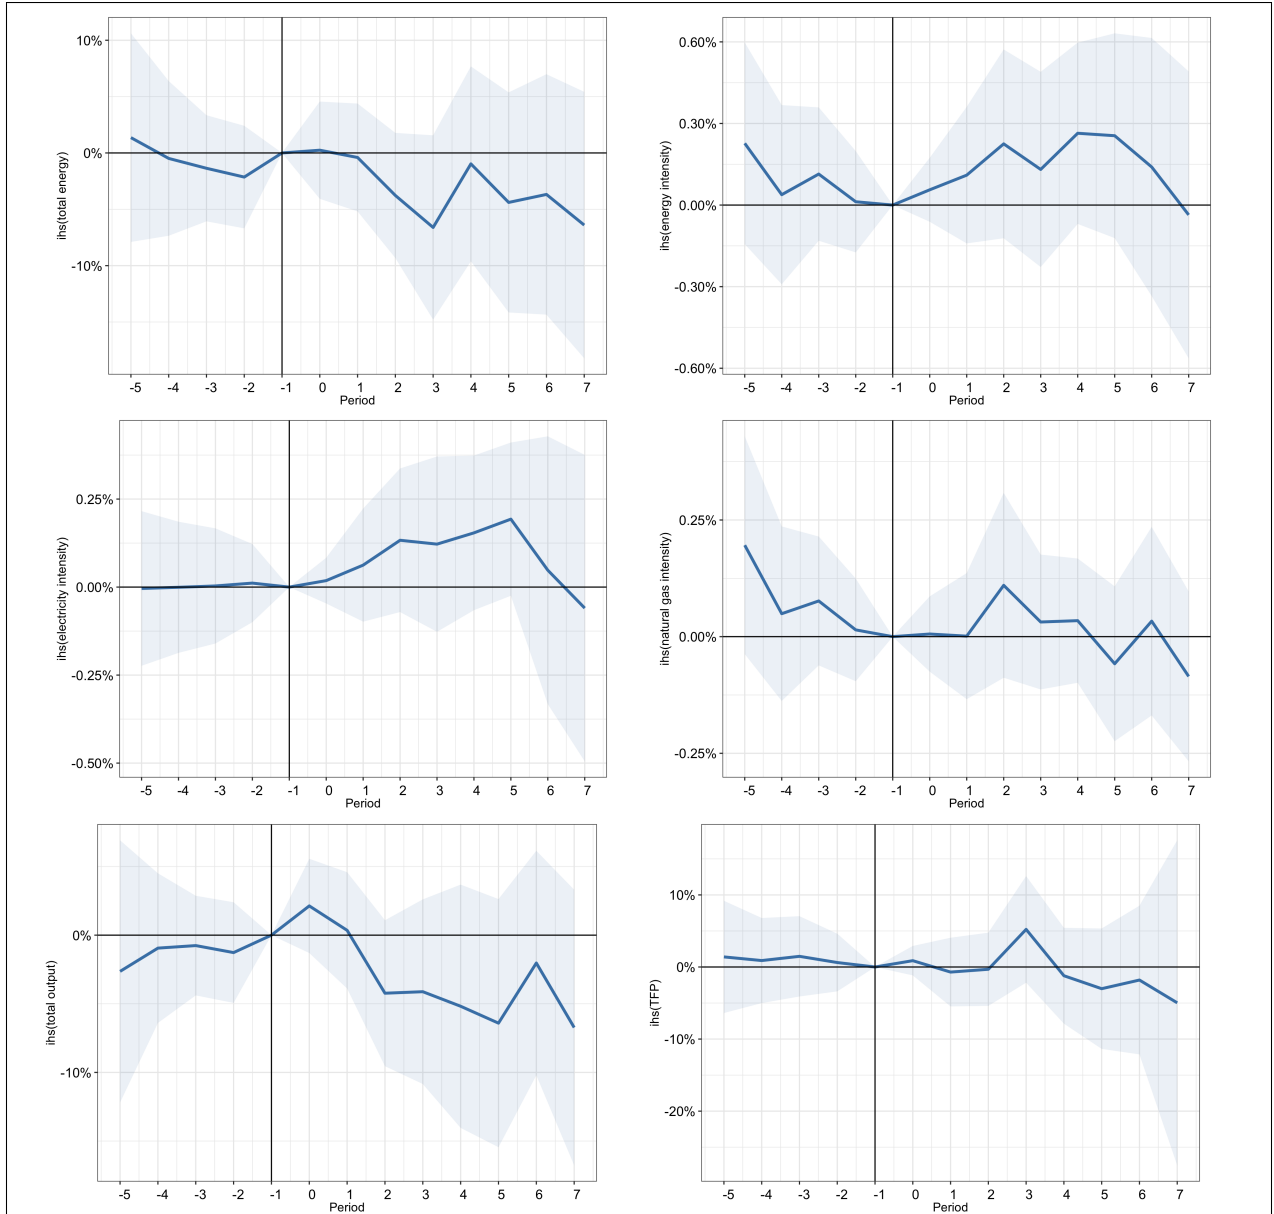 10%
0%
-10%
ihs(total energy)
-5 -4 -3 -2 -1 0 1 2 3 4 5 6 7
Period
0.60%
0.30%
0.00%
-0.30%
-0.60%
ihs(energy intensity)
-5 -4 -3 -2 -1 0 1 2 3 4 5 6 7
Period
0.25%
0.00%
-0.25%
-0.50%
ihs(electricity intensity)
-5 -4 -3 -2 -1 0 1 2 3 4 5 6 7
Period
0.25%
0.00%
-0.25%
ihs(natural gas intensity)
-5 -4 -3 -2 -1 0 1 2 3 4 5 6 7
Period
0%
-10%
ihs(total output)
-5 -4 -3 -2 -1 0 1 2 3 4 5 6 7
Period
10%
0%
-10%
-20%
ihs(TFP)
-5 -4 -3 -2 -1 0 1 2 3 4 5 6 7
Period